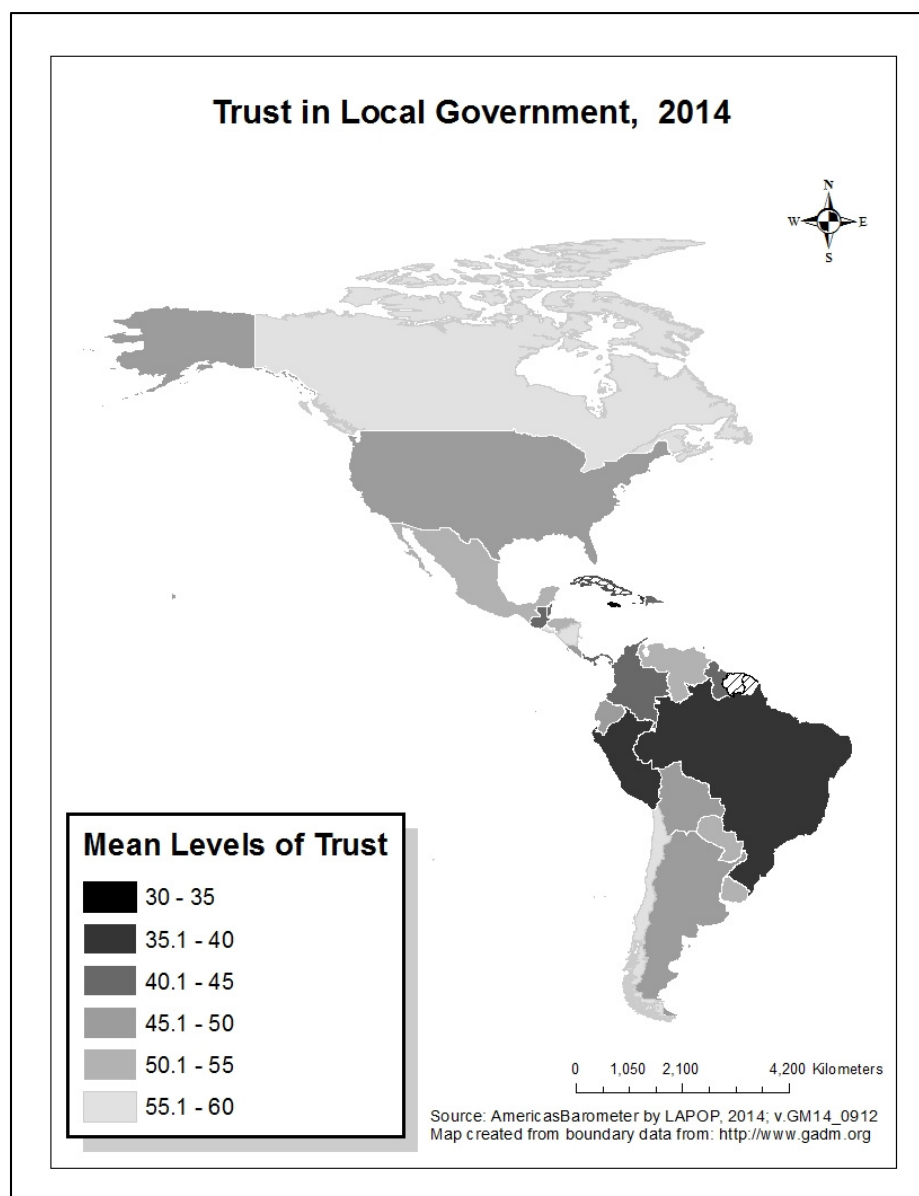 Trust in Local Government, 2014
N
W E
S
Mean Levels of Trust
30 - 35
35.1 - 40
40.1 - 45
45.1 - 50
50.1 - 55
55.1 - 60
0 1,050 2,100 4,200 Kilometers
Source: AmericasBarometer by LAPOP, 2014; v.GM14_0912
Map created from boundary data from: http://www.gadm.org